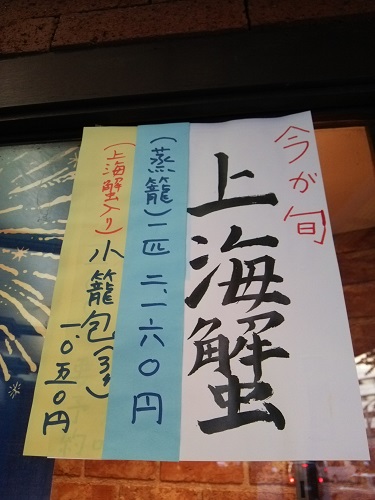 今が旬
上海蟹
(蒸籠)一匹 二、一六〇円
(上海蟹入り)小籠包(3ヶ)
一、〇五〇円